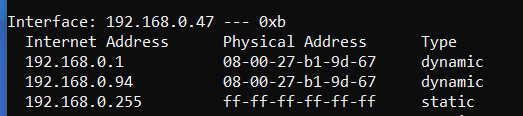 Interface: 192.168.0.47 --- 0xb
Internet Address Physical Address Type
192.168.0.1 08-00-27-b1-9d-67 dynamic
192.168.0.94 08-00-27-b1-9d-67 dynamic
192.168.0.255 ff-ff-ff-ff-ff-ff static